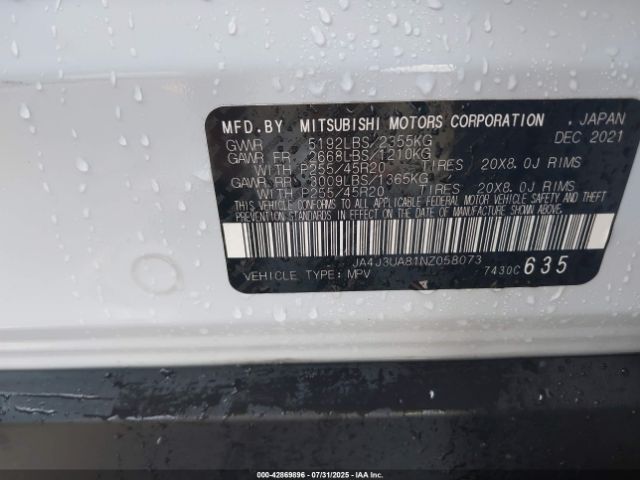 MFD.BY MITSUBISHI MOTORS CORPORATION . JAPAN
GVWR 5192LBS/2355KG DEC 2021
GAWR FR 2668LBS/1210KG
WITH P255/45R20 TIRES 20X8.0J RIMS
GAWR RR 3009LBS/1365KG
WITH P255/45R20 TIRES 20X8.0J RIMS
THIS VEHICLE CONFORMS TO ALL APPLICABLE FEDERAL MOTOR VEHICLE SAFETY AND THEFT
PREVENTION STANDARDS IN EFFECT ON THE DATE OF MANUFACTURE SHOWN ABOVE.
JA4J3UA81NZ058073
VEHICLE TYPE: MPV 7430C 635
000-42869896 - 07/31/2025 - IAAI.COM